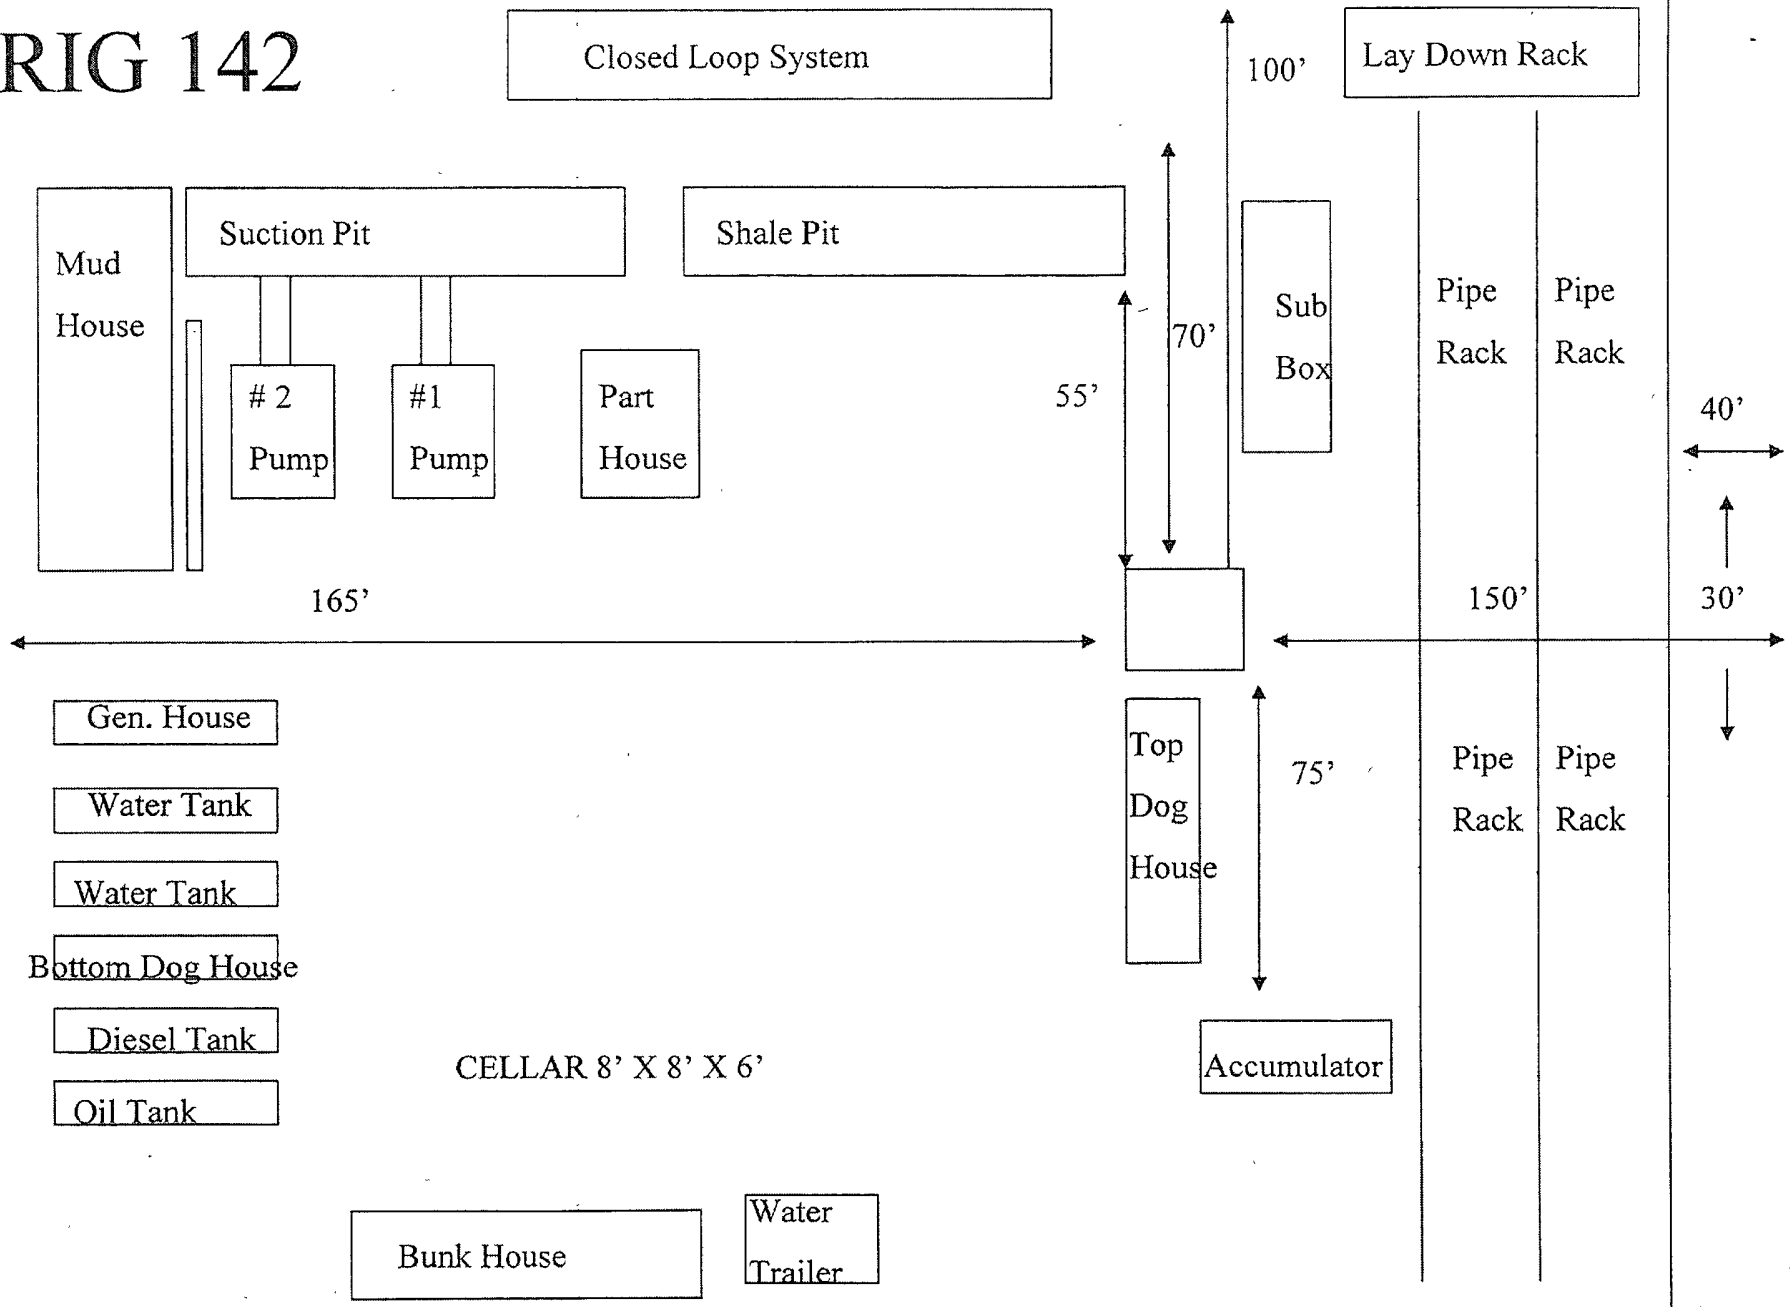 RIG 142
Closed Loop System
100’
Lay Down Rack
Mud
House
Suction Pit
Shale Pit
# 2
Pump
#1
Pump
Part
House
55’
70’
Sub
Box
Pipe
Rack
Pipe
Rack
40’
165’
150’
30’
Gen. House
Water Tank
Water Tank
Bottom Dog House
Diesel Tank
Oil Tank
Top
Dog
House
75’
Pipe
Rack
Pipe
Rack
CELLAR 8’ X 8’ X 6’
Accumulator
Bunk House
Water
Trailer